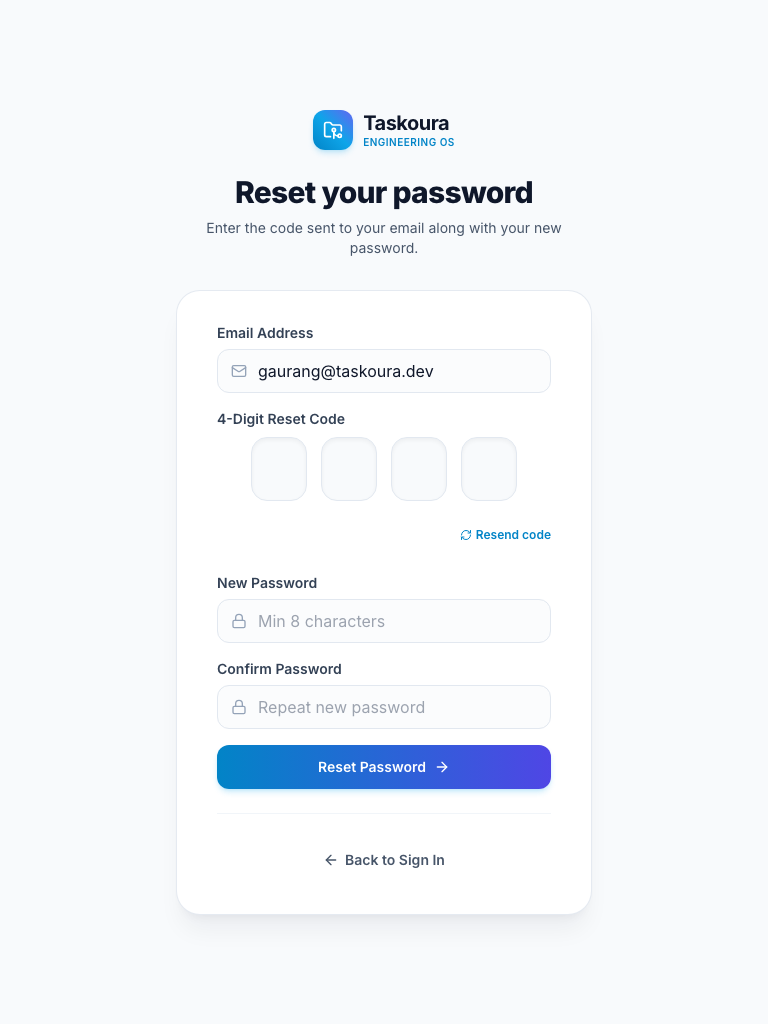 Taskoura
ENGINEERING OS
Reset your password
Enter the code sent to your email along with your new
password.
Email Address
gaurang@taskoura.dev
4-Digit Reset Code
Resend code
New Password
Min 8 characters
Confirm Password
Repeat new password
Reset Password
Back to Sign In